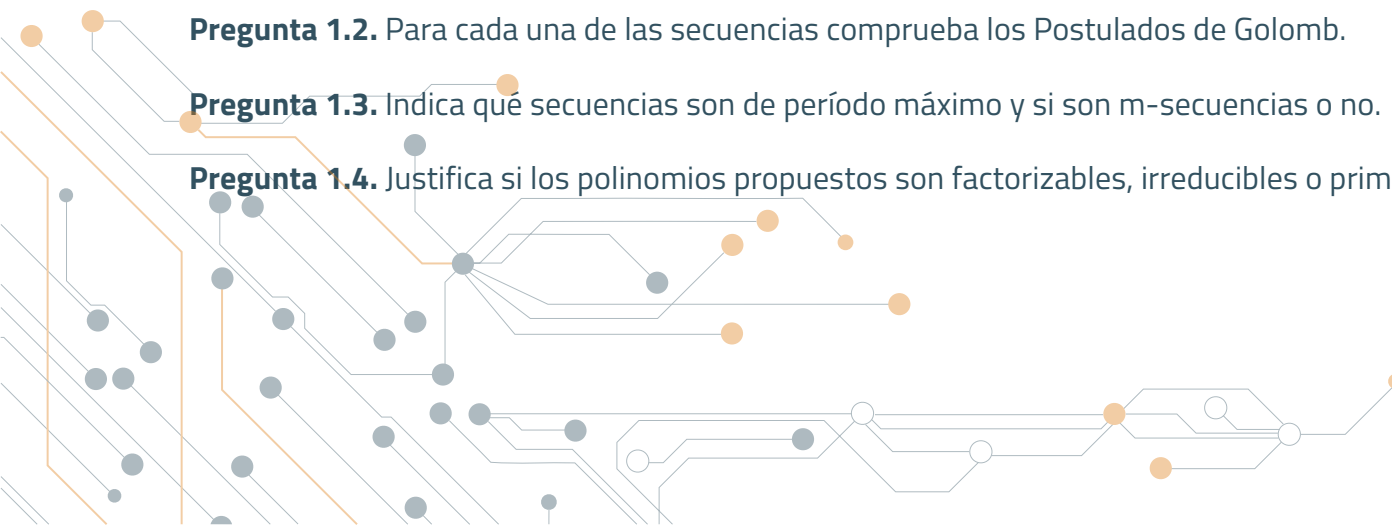 Pregunta 1.2. Para cada una de las secuencias comprueba los Postulados de Golomb.
Pregunta 1.3. Indica qué secuencias son de período máximo y si son m-secuencias o no.
Pregunta 1.4. Justifica si los polinomios propuestos son factorizables, irreducibles o prim